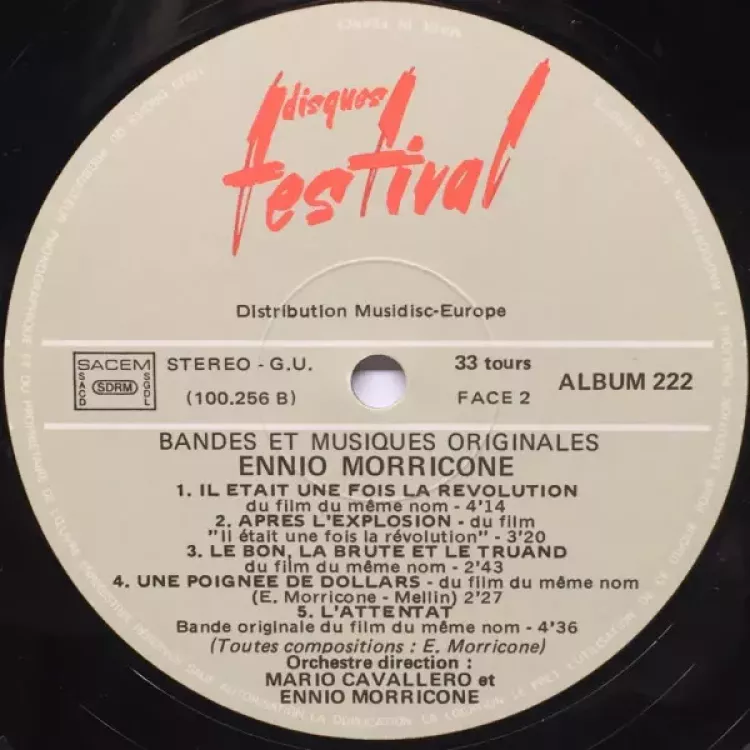 disques
festival
Distribution Musidisc-Europe
SACEM
SACD
SDRM
SGDL
STEREO - G.U.
(100.256 B)
33 tours
FACE 2
ALBUM 222
BANDES ET MUSIQUES ORIGINALES
ENNIO MORRICONE
1. IL ETAIT UNE FOIS LA REVOLUTION
du film du même nom - 4'14
2. APRES L'EXPLOSION - du film
"Il était une fois la révolution" - 3'20
3. LE BON, LA BRUTE ET LE TRUAND
du film du même nom - 2'43
4. UNE POIGNEE DE DOLLARS - du film du même nom
(E. Morricone - Mellin) 2'27
5. L'ATTENTAT
Bande originale du film du même nom - 4'36
(Toutes compositions : E. Morricone)
Orchestre direction :
MARIO CAVALLERO et
ENNIO MORRICONE